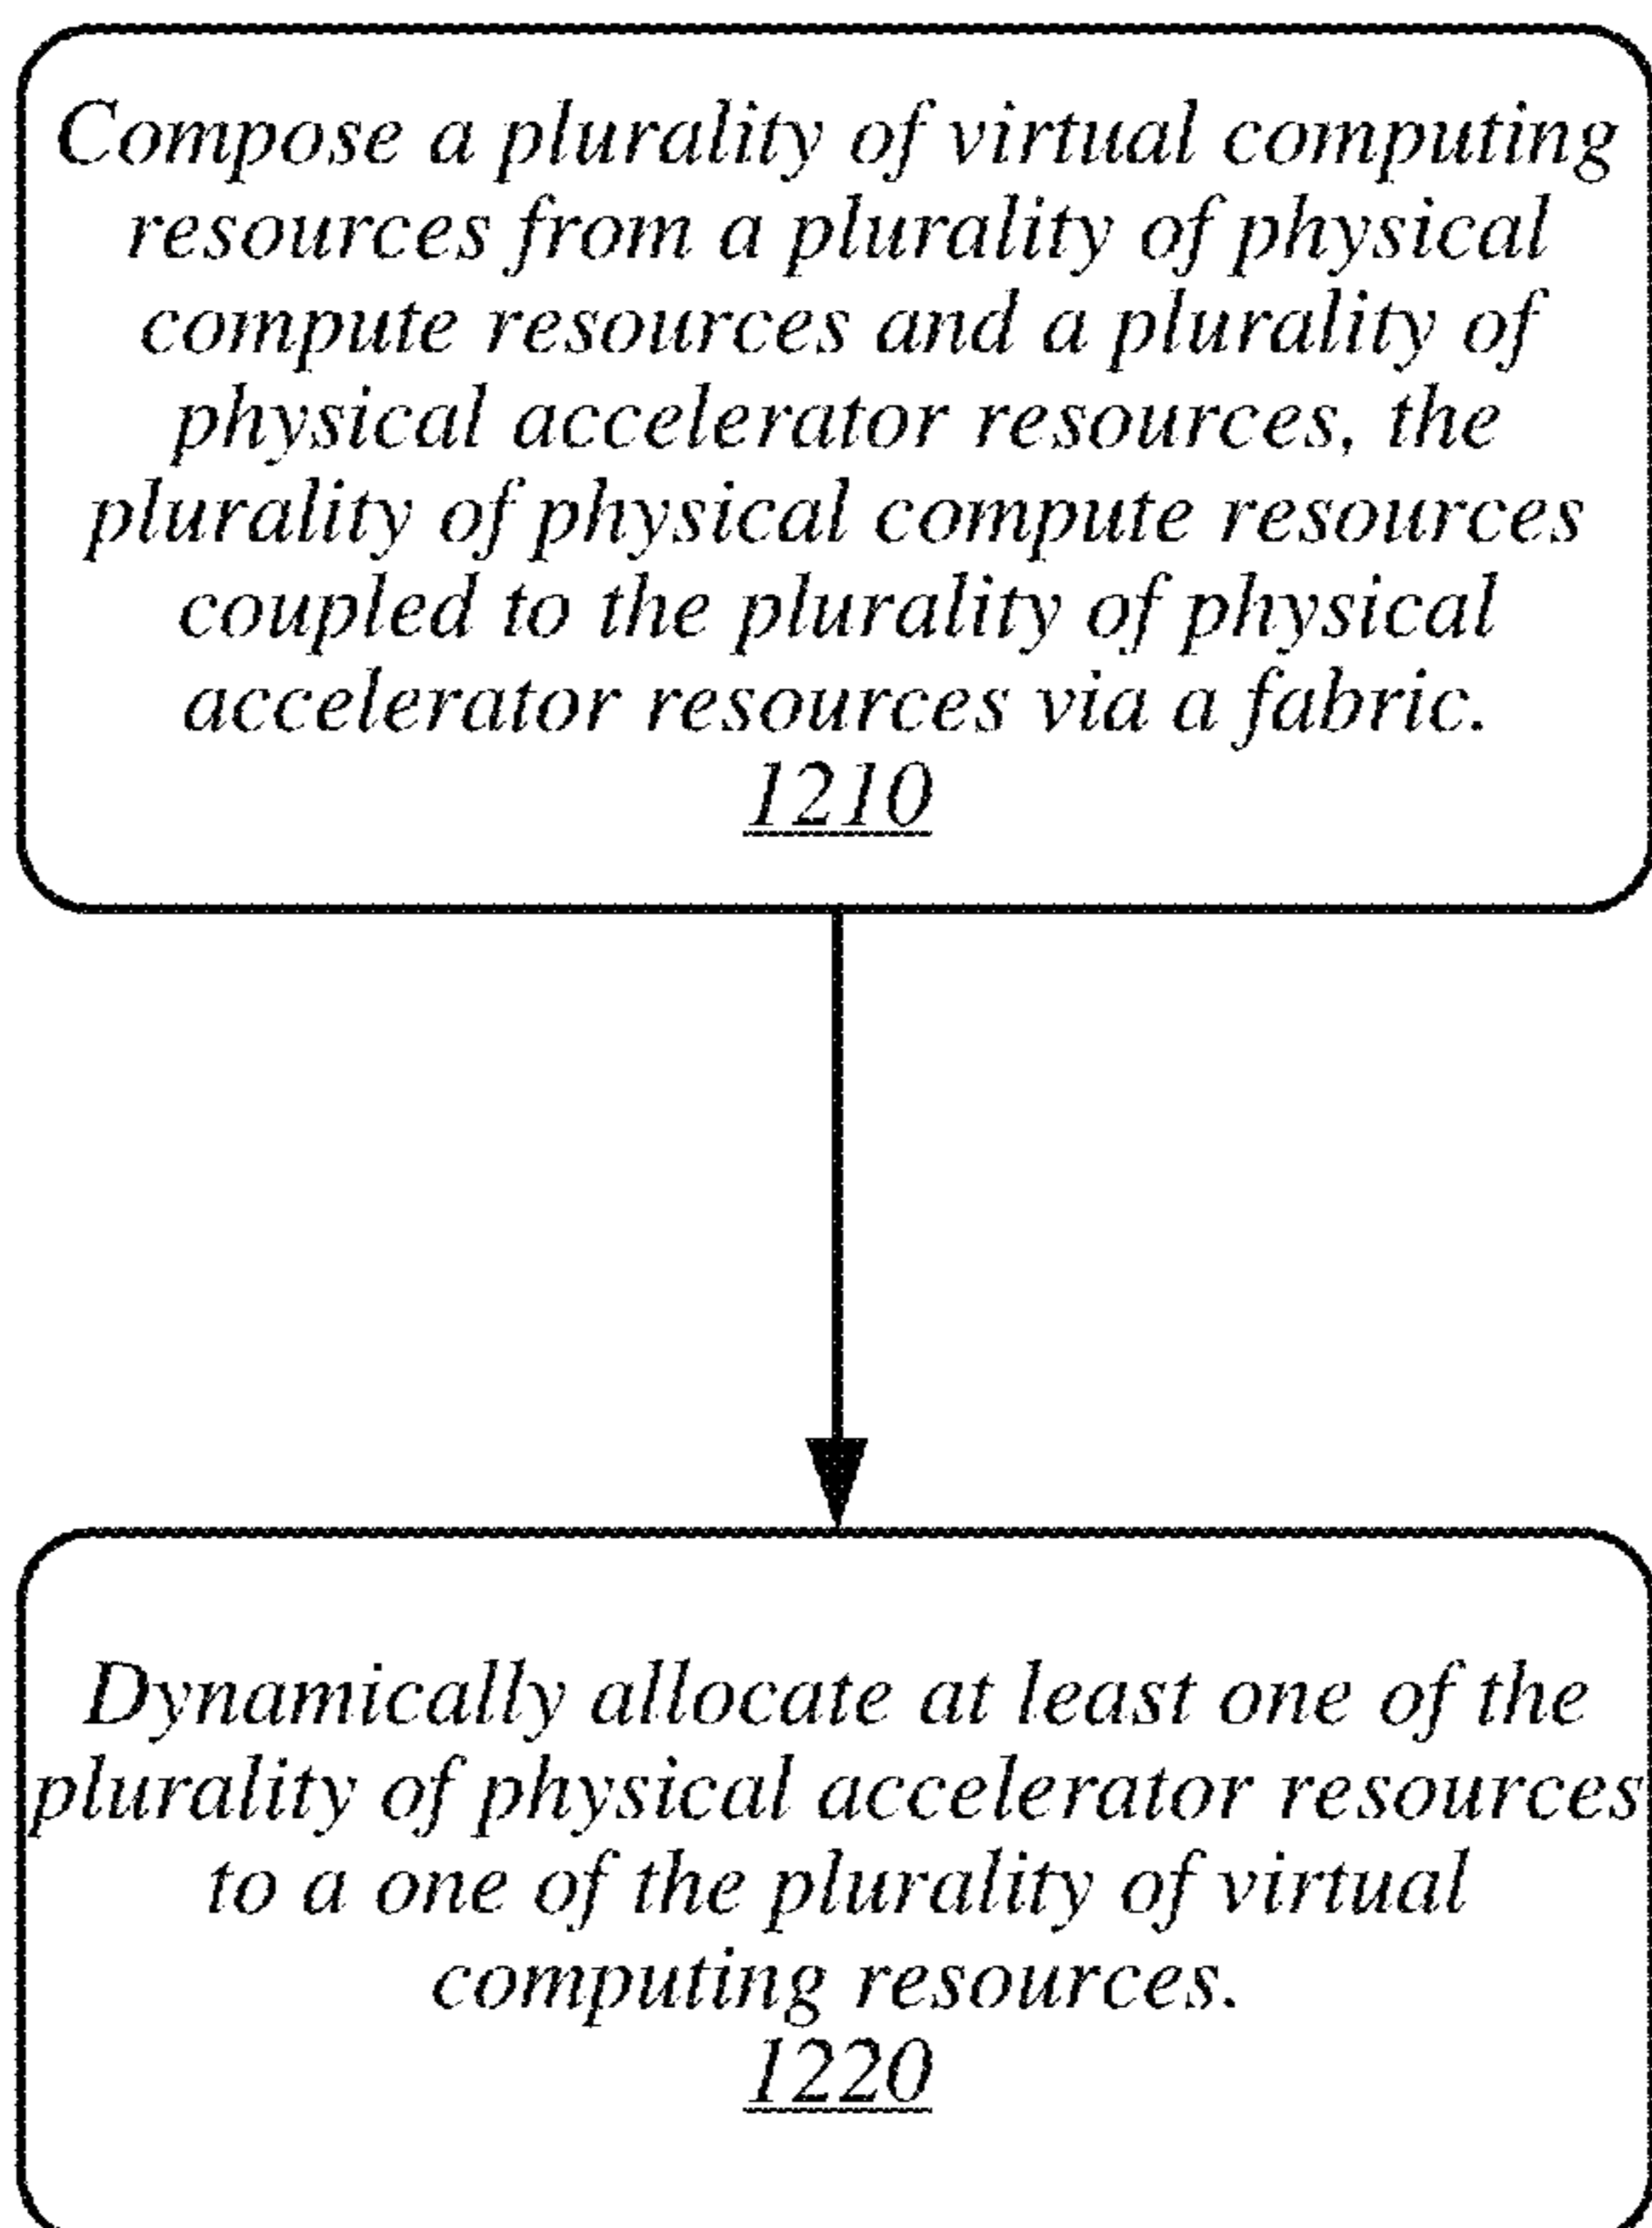 Compose a plurality of virtual computing
resources from a plurality of physical
compute resources and a plurality of
physical accelerator resources, the
plurality of physical compute resources
coupled to the plurality of physical
accelerator resources via a fabric.
1210
Dynamically allocate at least one of the
plurality of physical accelerator resources
to a one of the plurality of virtual
computing resources.
1220